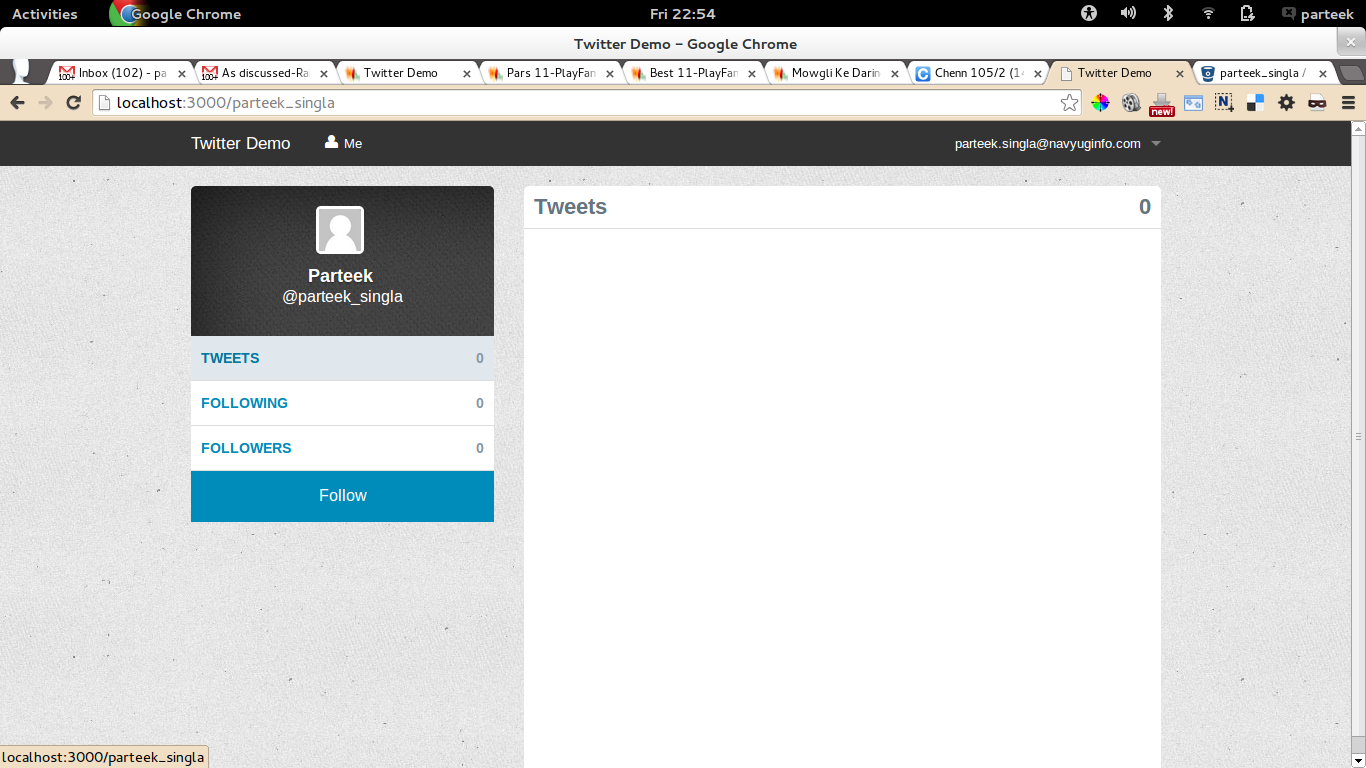 Activities Google Chrome Fri 22:54 parteek
Twitter Demo - Google Chrome
Inbox (102) - pa As discussed-Ra Twitter Demo Pars 11-PlayFan Best 11-PlayFan Mowgli Ke Darin Chenn 105/2 (1 Twitter Demo parteek_singla /
localhost:3000/parteek_singla
new!
Twitter Demo Me parteek.singla@navyuginfo.com
Parteek
@parteek_singla
TWEETS 0
FOLLOWING 0
FOLLOWERS 0
Follow
Tweets 0
localhost:3000/parteek_singla